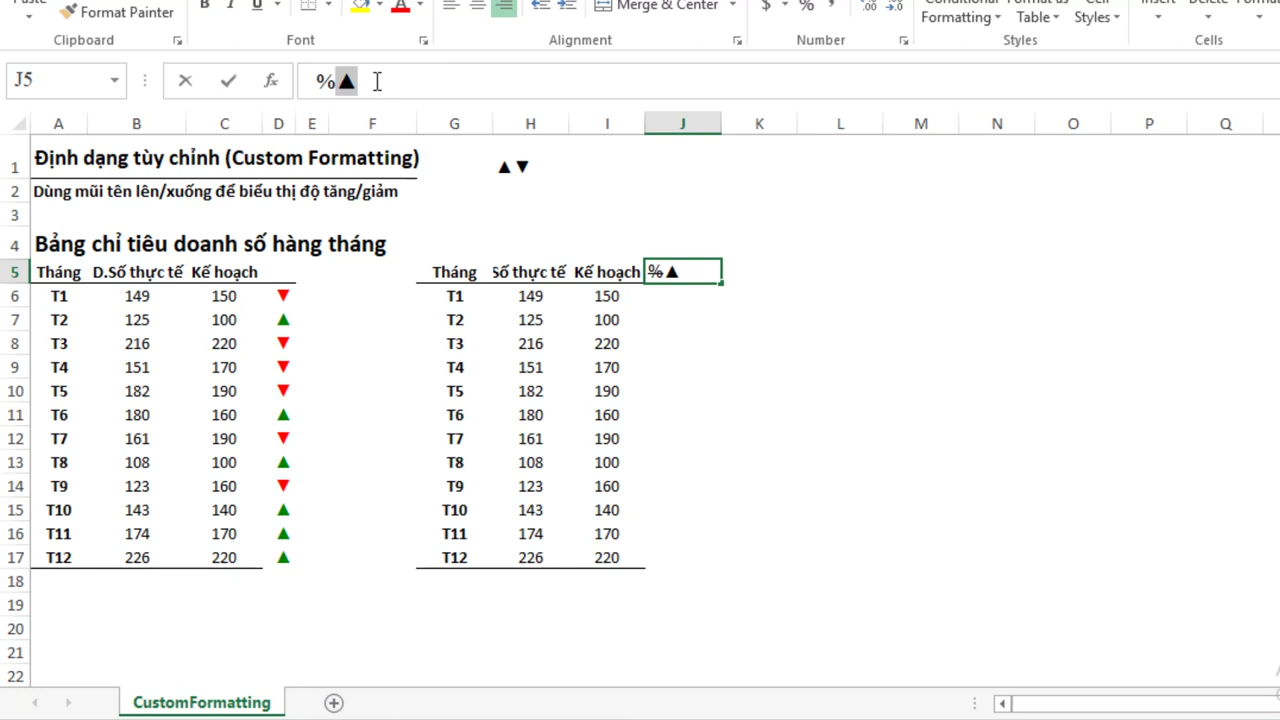 Format Painter
Merge & Center
$ %
Formatting Table Styles
Clipboard Font Alignment Number Styles Cells
J5 fx %▲
A B C D E F G H I J K L M N O P Q
1 Định dạng tùy chỉnh (Custom Formatting) ▲▼
2 Dùng mũi tên lên/xuống để biểu thị độ tăng/giảm
3
4 Bảng chỉ tiêu doanh số hàng tháng
5 Tháng D.Số thực tế Kế hoạch Tháng Số thực tế Kế hoạch %▲
6 T1 149 150 ▼ T1 149 150
7 T2 125 100 ▲ T2 125 100
8 T3 216 220 ▼ T3 216 220
9 T4 151 170 ▼ T4 151 170
10 T5 182 190 ▼ T5 182 190
11 T6 180 160 ▲ T6 180 160
12 T7 161 190 ▼ T7 161 190
13 T8 108 100 ▲ T8 108 100
14 T9 123 160 ▼ T9 123 160
15 T10 143 140 ▲ T10 143 140
16 T11 174 170 ▲ T11 174 170
17 T12 226 220 ▲ T12 226 220
18
19
20
21
22
CustomFormatting